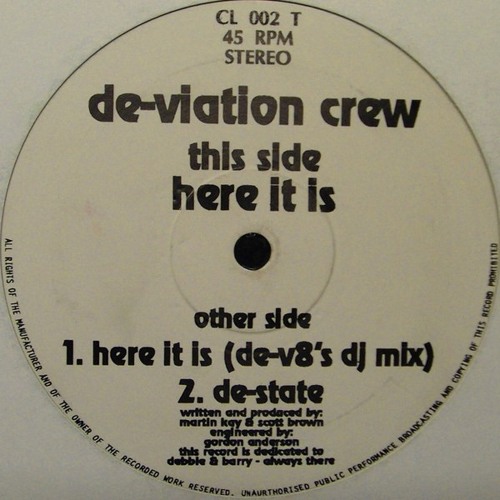 CL 002 T
45 RPM
STEREO
de-viation crew
this side
here it is
other side
1. here it is (de-v8's dj mix)
2. de-state
written and produced by:
martin kay & scott brown
engineered by:
gordon anderson
this record is dedicated to
debbie & barry - always there
ALL RIGHTS OF THE MANUFACTURER AND OF THE OWNER OF THE RECORDED WORK RESERVED. UNAURTHORISED PUBLIC PERFORMANCE BROADCASTING AND COPYING OF THIS RECORD PROHIBITED